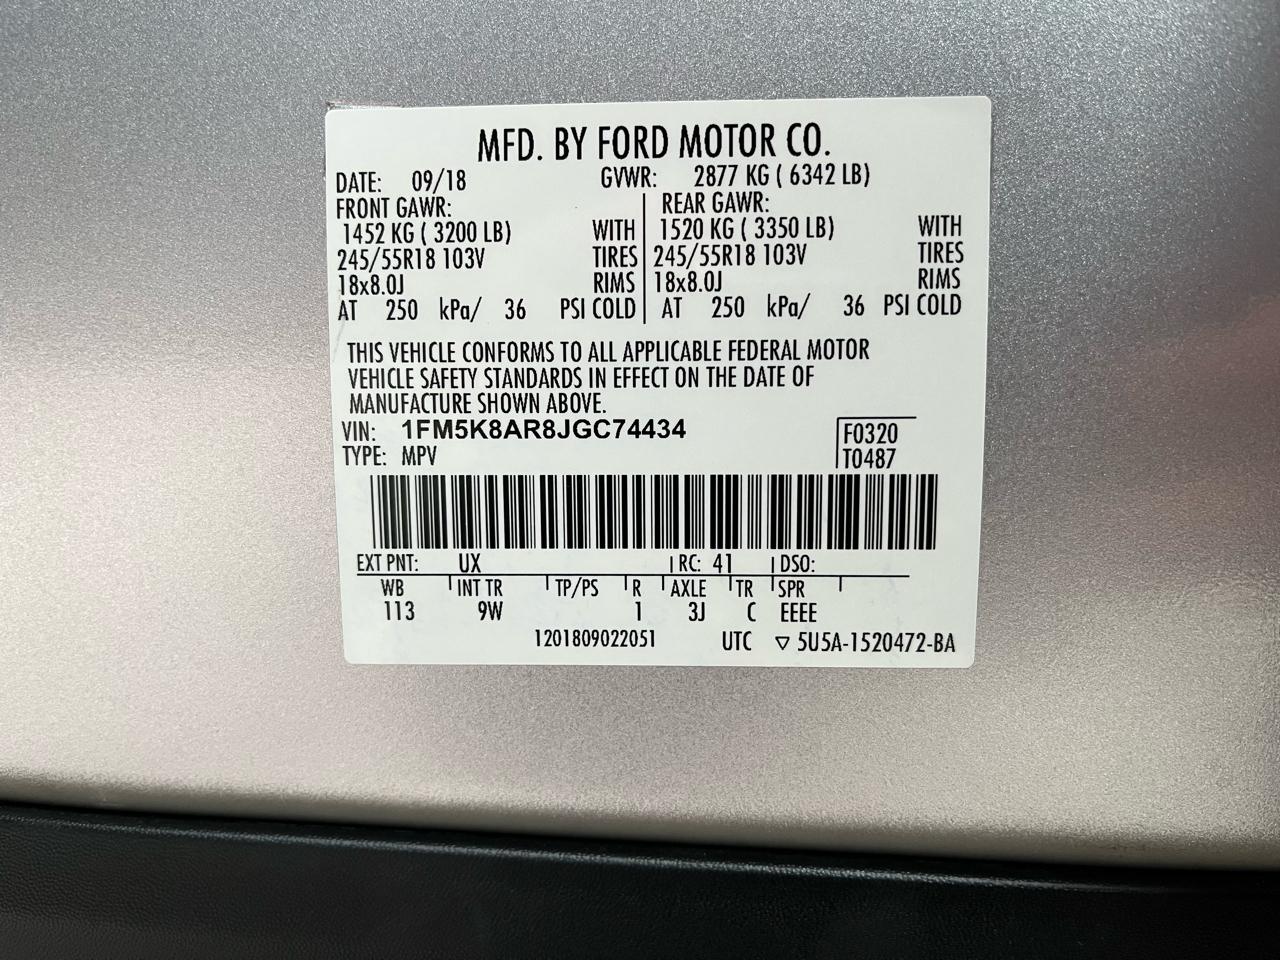 MFD. BY FORD MOTOR CO.
DATE: 09/18 GVWR: 2877 KG ( 6342 LB)
FRONT GAWR: REAR GAWR:
1452 KG ( 3200 LB) WITH 1520 KG ( 3350 LB) WITH
245/55R18 103V TIRES 245/55R18 103V TIRES
18x8.0J RIMS 18x8.0J RIMS
AT 250 kPa/ 36 PSI COLD AT 250 kPa/ 36 PSI COLD
THIS VEHICLE CONFORMS TO ALL APPLICABLE FEDERAL MOTOR
VEHICLE SAFETY STANDARDS IN EFFECT ON THE DATE OF
MANUFACTURE SHOWN ABOVE.
VIN: 1FM5K8AR8JGC74434 F0320
TYPE: MPV T0487
EXT PNT: UX RC: 41 DSO:
WB INT TR TP/PS R AXLE TR SPR
113 9W 1 3J C EEEE
1201809022051 UTC ▽ 5U5A-1520472-BA